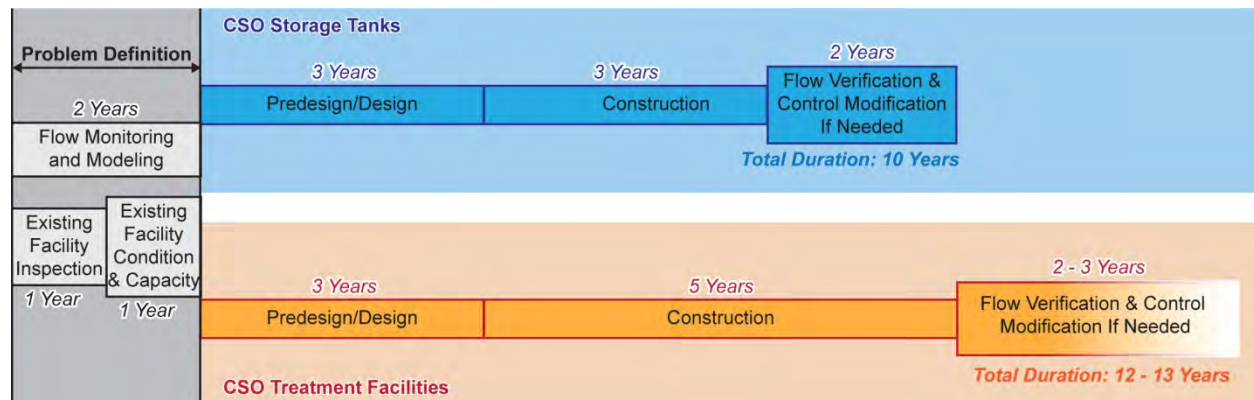 Problem Definition
2 Years
Flow Monitoring
and Modeling
Existing
Facility
Inspection
1 Year
Existing
Facility
Condition
& Capacity
1 Year
CSO Storage Tanks
3 Years
Predesign/Design
3 Years
Construction
2 Years
Flow Verification &
Control Modification
If Needed
Total Duration: 10 Years
3 Years
Predesign/Design
5 Years
Construction
2 - 3 Years
Flow Verification & Control
Modification If Needed
Total Duration: 12 - 13 Years
CSO Treatment Facilities